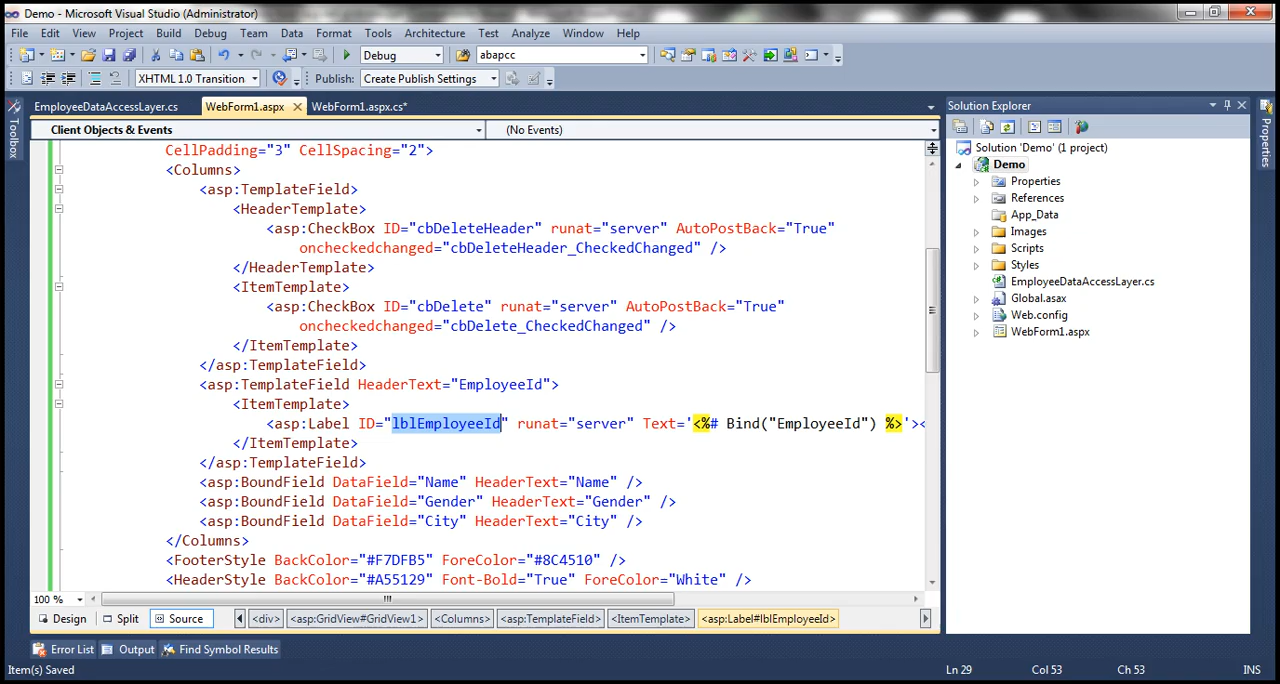 Demo - Microsoft Visual Studio (Administrator)
File Edit View Project Build Debug Team Data Format Tools Architecture Test Analyze Window Help
Debug abapcc
XHTML 1.0 Transition Publish: Create Publish Settings
EmployeeDataAccessLayer.cs WebForm1.aspx WebForm1.aspx.cs*
Client Objects & Events (No Events)
Toolbox
CellPadding="3" CellSpacing="2">
<Columns>
<asp:TemplateField>
<HeaderTemplate>
<asp:CheckBox ID="cbDeleteHeader" runat="server" AutoPostBack="True"
oncheckedchanged="cbDeleteHeader_CheckedChanged" />
</HeaderTemplate>
<ItemTemplate>
<asp:CheckBox ID="cbDelete" runat="server" AutoPostBack="True"
oncheckedchanged="cbDelete_CheckedChanged" />
</ItemTemplate>
</asp:TemplateField>
<asp:TemplateField HeaderText="EmployeeId">
<ItemTemplate>
<asp:Label ID="lblEmployeeId" runat="server" Text='<%# Bind("EmployeeId") %>'><
</ItemTemplate>
</asp:TemplateField>
<asp:BoundField DataField="Name" HeaderText="Name" />
<asp:BoundField DataField="Gender" HeaderText="Gender" />
<asp:BoundField DataField="City" HeaderText="City" />
</Columns>
<FooterStyle BackColor="#F7DFB5" ForeColor="#8C4510" />
<HeaderStyle BackColor="#A55129" Font-Bold="True" ForeColor="White" />
100 %
Design Split Source <div> <asp:GridView#GridView1> <Columns> <asp:TemplateField> <ItemTemplate> <asp:Label#lblEmployeeId>
Solution Explorer
Solution 'Demo' (1 project)
Demo
Properties
References
App_Data
Images
Scripts
Styles
EmployeeDataAccessLayer.cs
Global.asax
Web.config
WebForm1.aspx
Properties
Error List Output Find Symbol Results
Item(s) Saved Ln 29 Col 53 Ch 53 INS